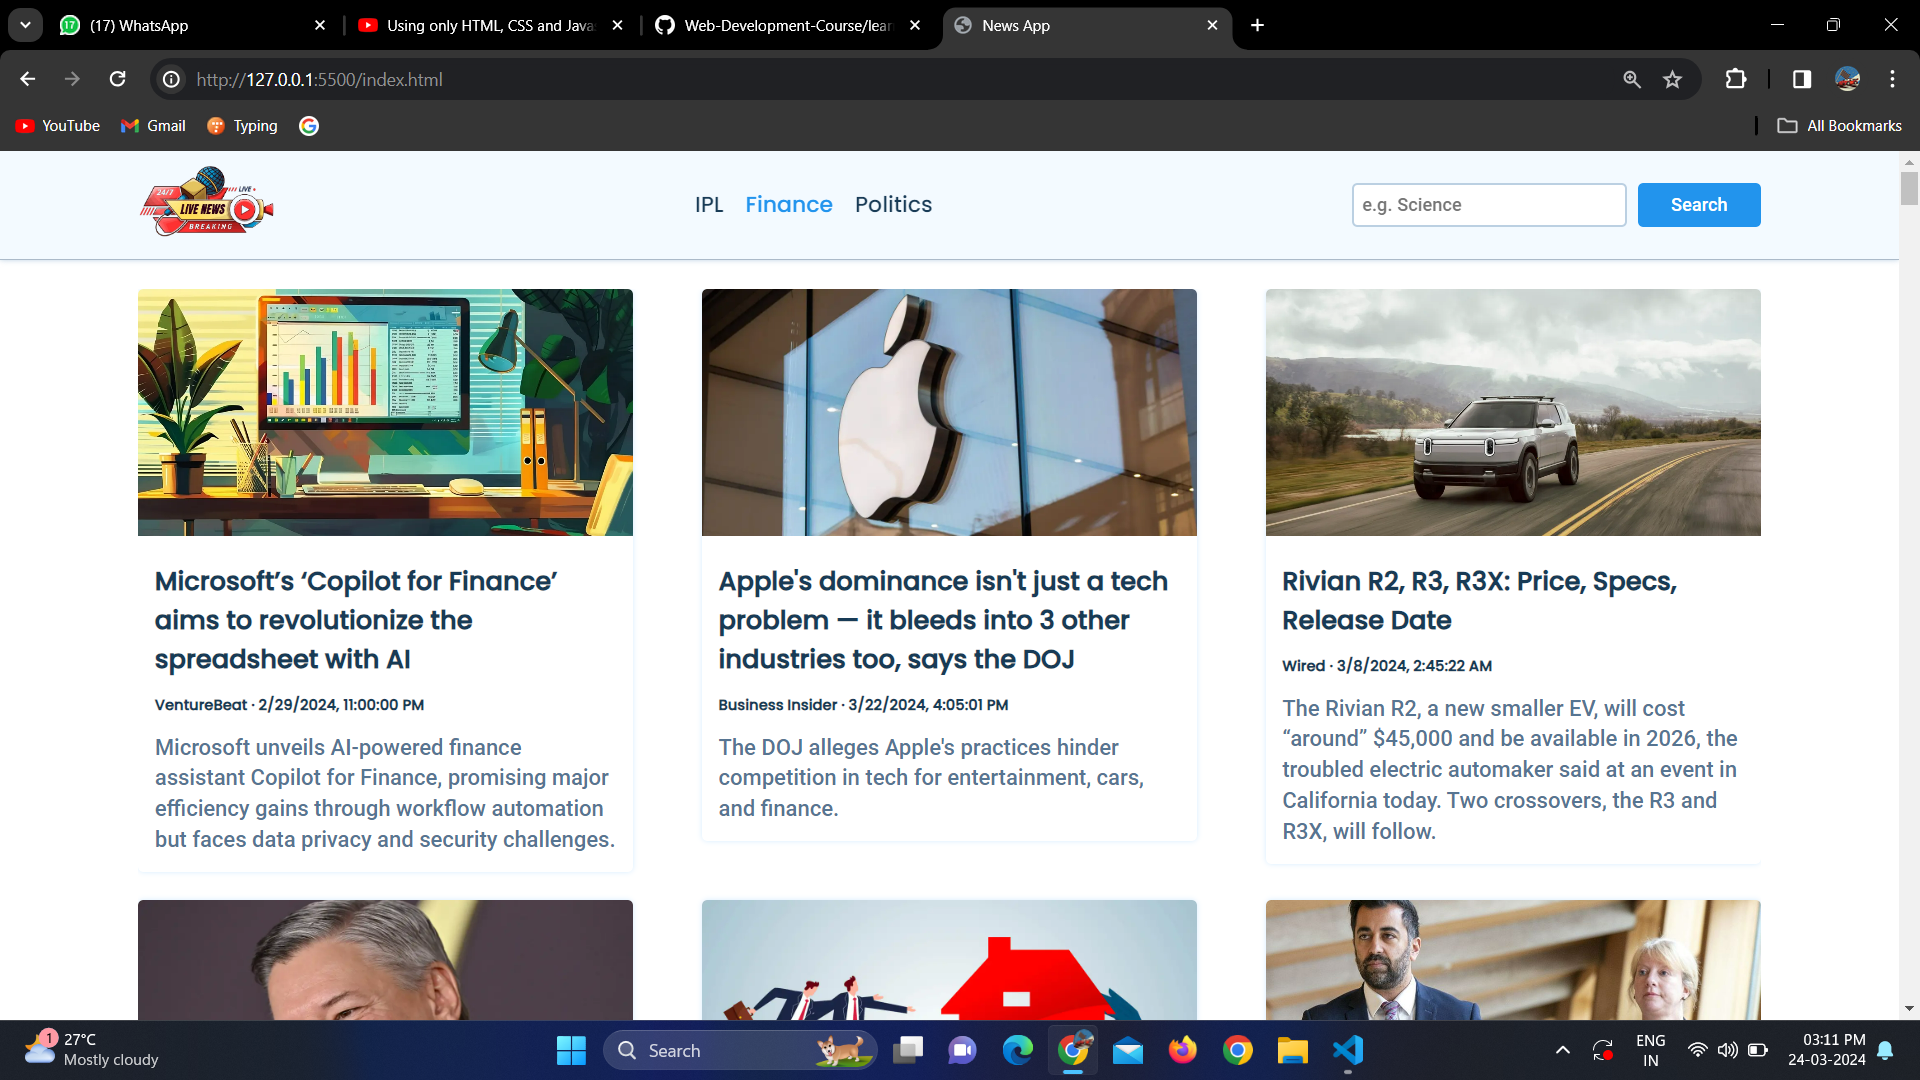 (17) WhatsApp
Using only HTML, CSS and Java
Web-Development-Course/lear
News App
http://127.0.0.1:5500/index.html
YouTube
Gmail
Typing
All Bookmarks
24/7
LIVE
LIVE NEWS
BREAKING
IPL
Finance
Politics
e.g. Science
Search
Microsoft’s ‘Copilot for Finance’
aims to revolutionize the
spreadsheet with AI
VentureBeat · 2/29/2024, 11:00:00 PM
Microsoft unveils AI-powered finance
assistant Copilot for Finance, promising major
efficiency gains through workflow automation
but faces data privacy and security challenges.
Apple's dominance isn't just a tech
problem — it bleeds into 3 other
industries too, says the DOJ
Business Insider · 3/22/2024, 4:05:01 PM
The DOJ alleges Apple's practices hinder
competition in tech for entertainment, cars,
and finance.
Rivian R2, R3, R3X: Price, Specs,
Release Date
Wired · 3/8/2024, 2:45:22 AM
The Rivian R2, a new smaller EV, will cost
“around” $45,000 and be available in 2026, the
troubled electric automaker said at an event in
California today. Two crossovers, the R3 and
R3X, will follow.
1
27°C
Mostly cloudy
Search
ENG
IN
03:11 PM
24-03-2024